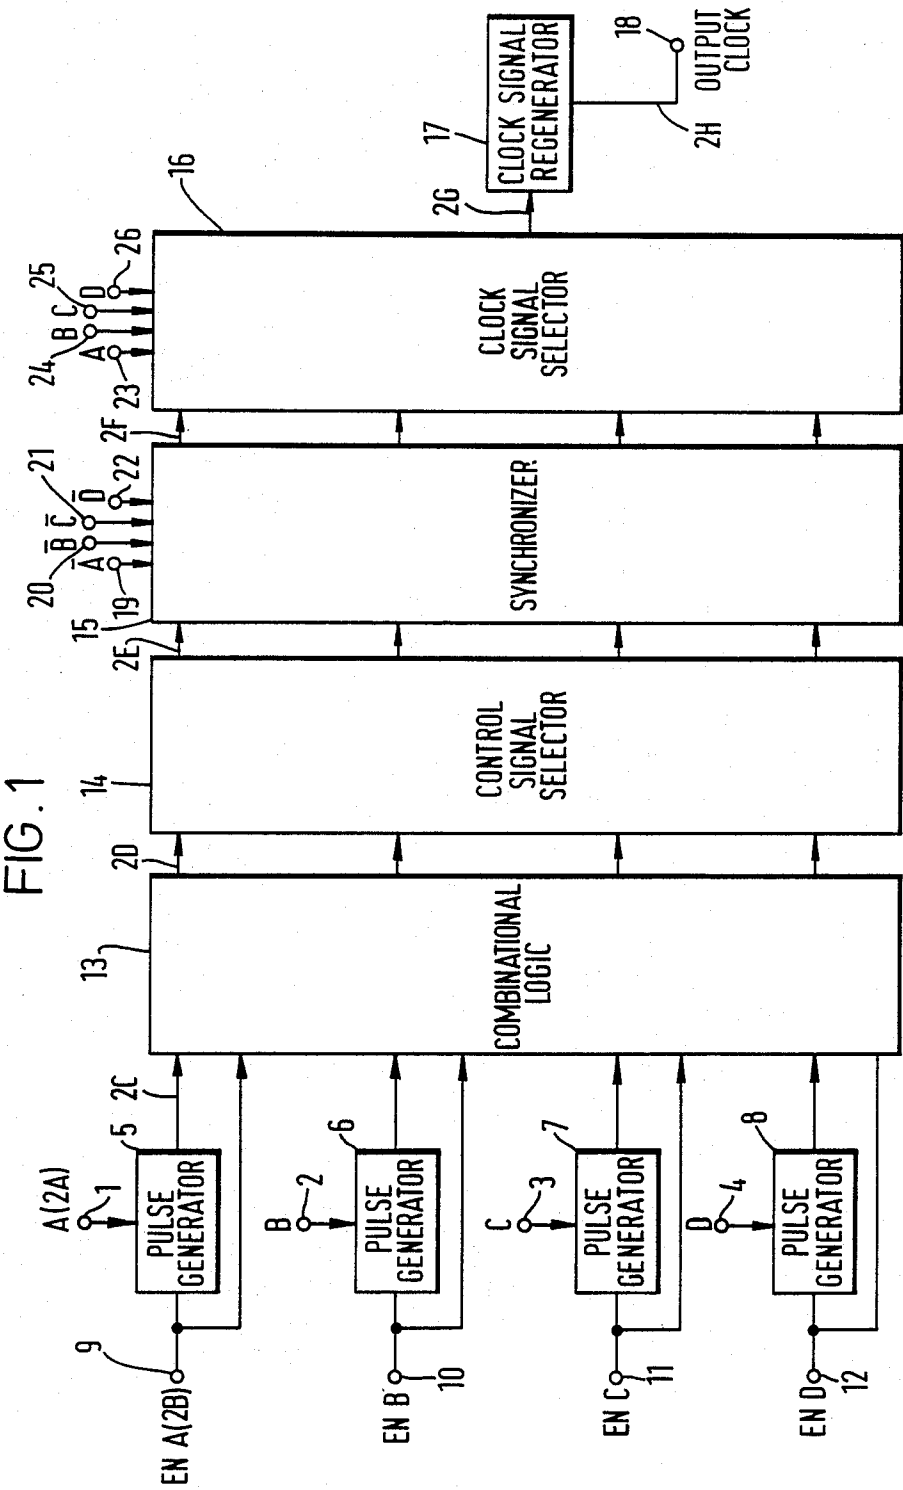 FIG. 1
A(2A)
1
5
2C
PULSE
GENERATOR
9
EN A(2B)
B
2
6
PULSE
GENERATOR
10
EN B
C
3
7
PULSE
GENERATOR
11
EN C
D
4
8
PULSE
GENERATOR
12
EN D
13
COMBINATIONAL
LOGIC
2D
14
CONTROL
SIGNAL
SELECTOR
2E
15
A̅
B̅
C̅
D̅
19
20
21
22
SYNCHRONIZER
2F
A
B
C
D
23
24
25
26
16
CLOCK
SIGNAL
SELECTOR
2G
17
CLOCK SIGNAL
REGENERATOR
2H
18
OUTPUT
CLOCK